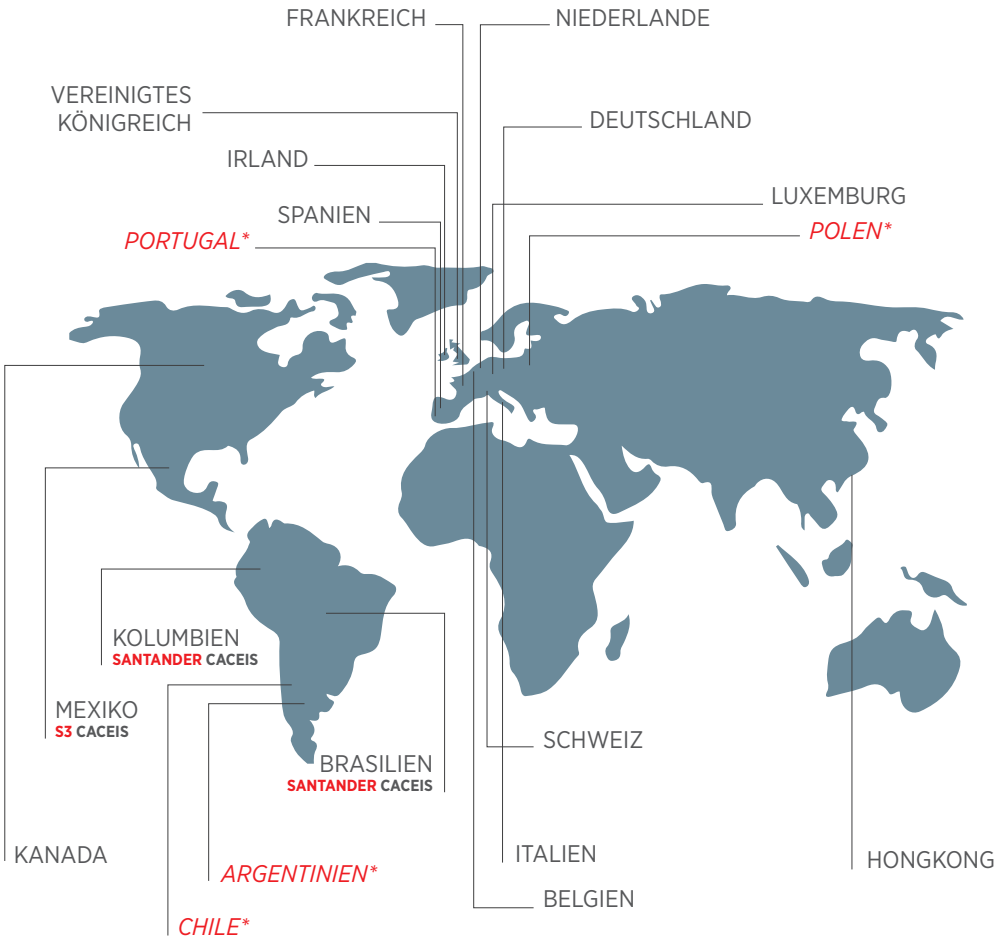 FRANKREICH
NIEDERLANDE
VEREINIGTES
KÖNIGREICH
DEUTSCHLAND
IRLAND
LUXEMBURG
SPANIEN
POLEN*
PORTUGAL*
KOLUMBIEN
SANTANDER CACEIS
MEXIKO
S3 CACEIS
SCHWEIZ
BRASILIEN
SANTANDER CACEIS
KANADA
ITALIEN
HONGKONG
ARGENTINIEN*
BELGIEN
CHILE*